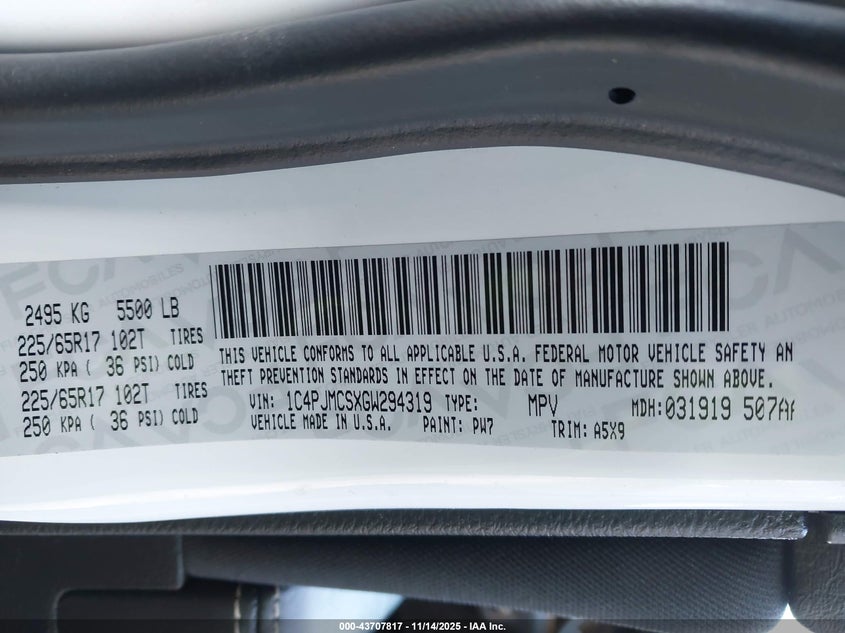 2495 KG 5500 LB
225/65R17 102T TIRES
250 KPA ( 36 PSI) COLD
225/65R17 102T TIRES
250 KPA ( 36 PSI) COLD
THIS VEHICLE CONFORMS TO ALL APPLICABLE U.S.A. FEDERAL MOTOR VEHICLE SAFETY AN
THEFT PREVENTION STANDARDS IN EFFECT ON THE DATE OF MANUFACTURE SHOWN ABOVE.
VIN: 1C4PJMCSXGW294319 TYPE: MPV MDH:031919 507AA
VEHICLE MADE IN U.S.A. PAINT: PW7 TRIM: A5X9
000-43707817 - 11/14/2025 - IAA Inc.